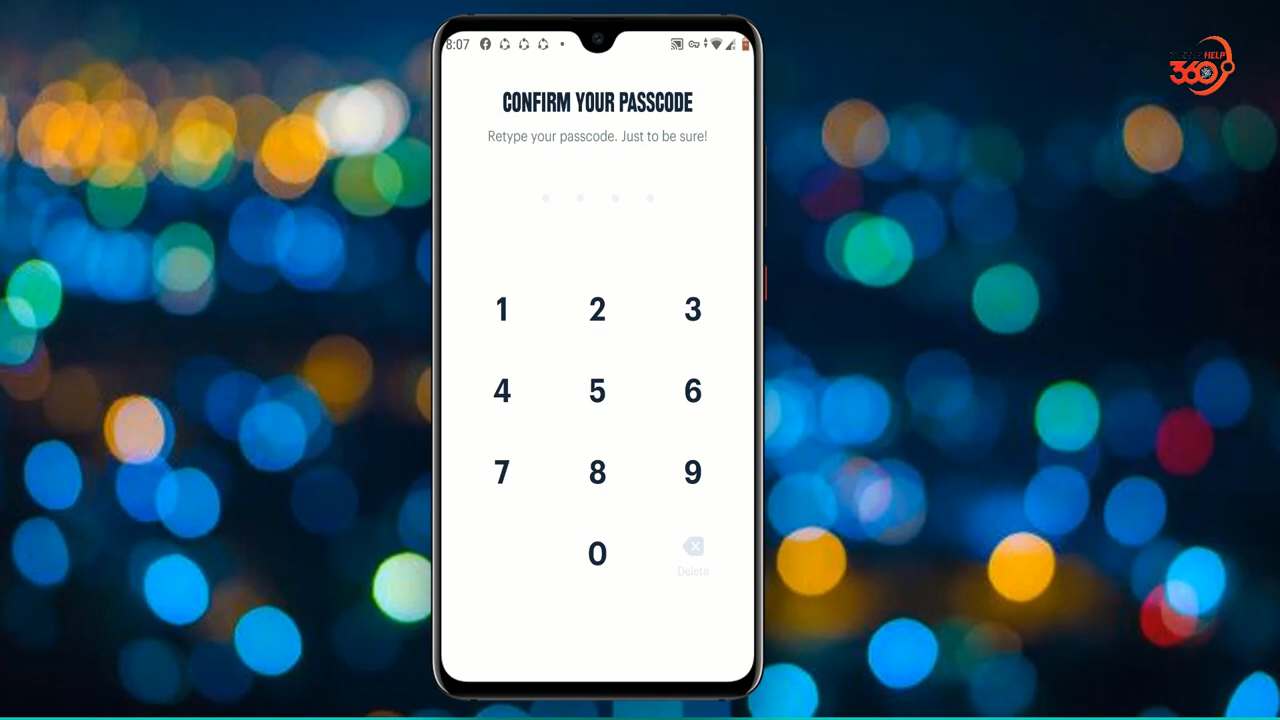 8:07
HELP
360
CONFIRM YOUR PASSCODE
Retype your passcode. Just to be sure!
1 2 3
4 5 6
7 8 9
0
Delete